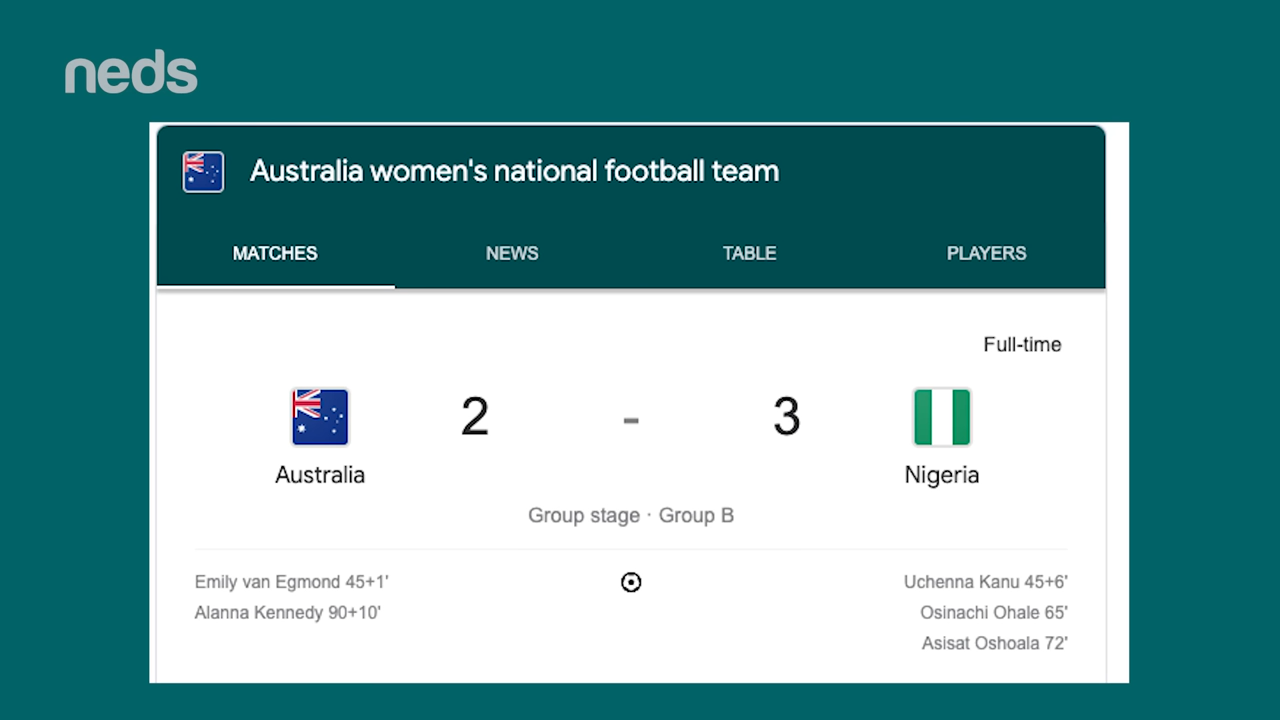 neds
Australia women's national football team
MATCHES NEWS TABLE PLAYERS
Full-time
2 - 3
Australia Nigeria
Group stage · Group B
Emily van Egmond 45+1' Uchenna Kanu 45+6'
Alanna Kennedy 90+10' Osinachi Ohale 65'
Asisat Oshoala 72'